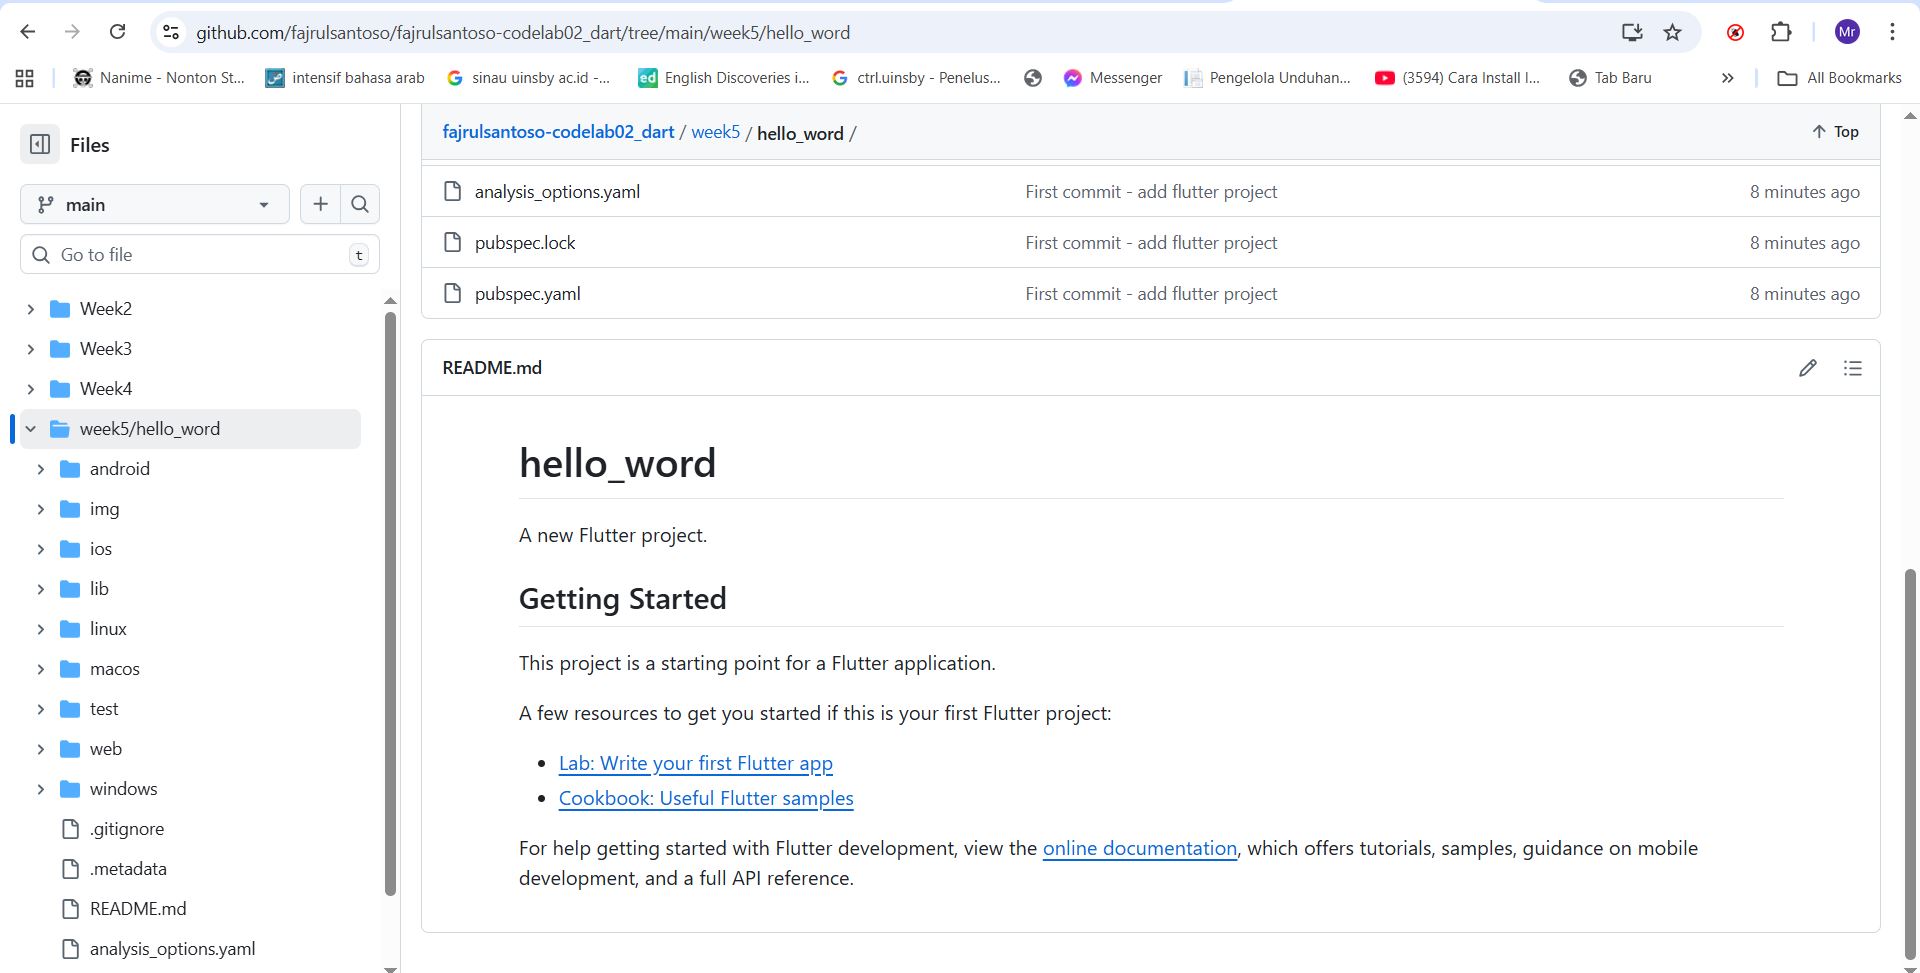 github.com/fajrulsantoso/fajrulsantoso-codelab02_dart/tree/main/week5/hello_word
Mr
Nanime - Nonton St...
intensif bahasa arab
sinau uinsby ac.id -...
ed English Discoveries i...
ctrl.uinsby - Penelus...
Messenger
Pengelola Unduhan...
(3594) Cara Install I...
Tab Baru
All Bookmarks
Files
main
Go to file
t
Week2
Week3
Week4
week5/hello_word
android
img
ios
lib
linux
macos
test
web
windows
.gitignore
.metadata
README.md
analysis_options.yaml
fajrulsantoso-codelab02_dart / week5 / hello_word /
Top
analysis_options.yaml First commit - add flutter project 8 minutes ago
pubspec.lock First commit - add flutter project 8 minutes ago
pubspec.yaml First commit - add flutter project 8 minutes ago
README.md
hello_word
A new Flutter project.
Getting Started
This project is a starting point for a Flutter application.
A few resources to get you started if this is your first Flutter project:
• Lab: Write your first Flutter app
• Cookbook: Useful Flutter samples
For help getting started with Flutter development, view the online documentation, which offers tutorials, samples, guidance on mobile
development, and a full API reference.